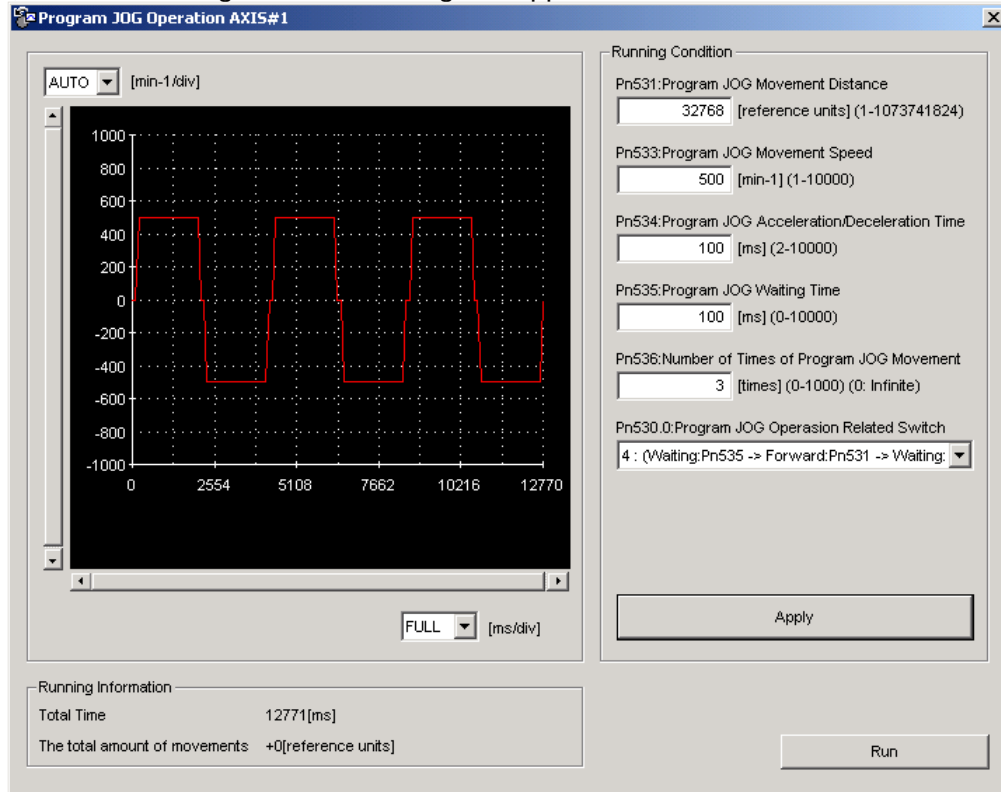 Program JOG Operation AXIS#1
AUTO [min-1/div]
1000
800
600
400
200
0
-200
-400
-600
-800
-1000
0 2554 5108 7662 10216 12770
FULL [ms/div]
Running Condition
Pn531:Program JOG Movement Distance
32768 [reference units] (1-1073741824)
Pn533:Program JOG Movement Speed
500 [min-1] (1-10000)
Pn534:Program JOG Acceleration/Deceleration Time
100 [ms] (2-10000)
Pn535:Program JOG Waiting Time
100 [ms] (0-10000)
Pn536:Number of Times of Program JOG Movement
3 [times] (0-1000) (0: Infinite)
Pn530.0:Program JOG Operasion Related Switch
4 : (Waiting:Pn535 -> Forward:Pn531 -> Waiting:
Apply
Running Information
Total Time 12771[ms]
The total amount of movements +0[reference units]
Run